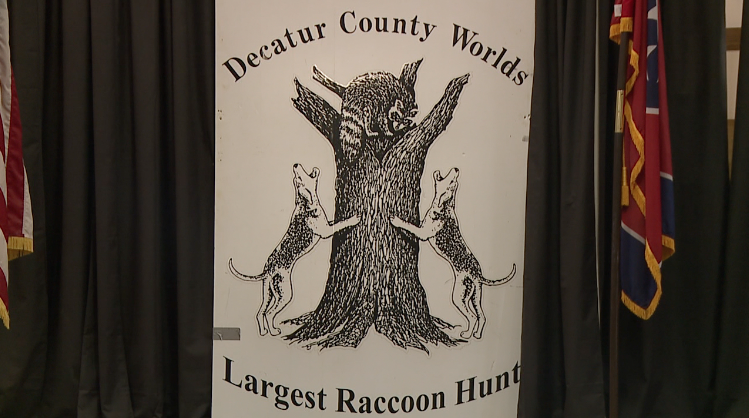 Decatur County Worlds
Largest Raccoon Hunt